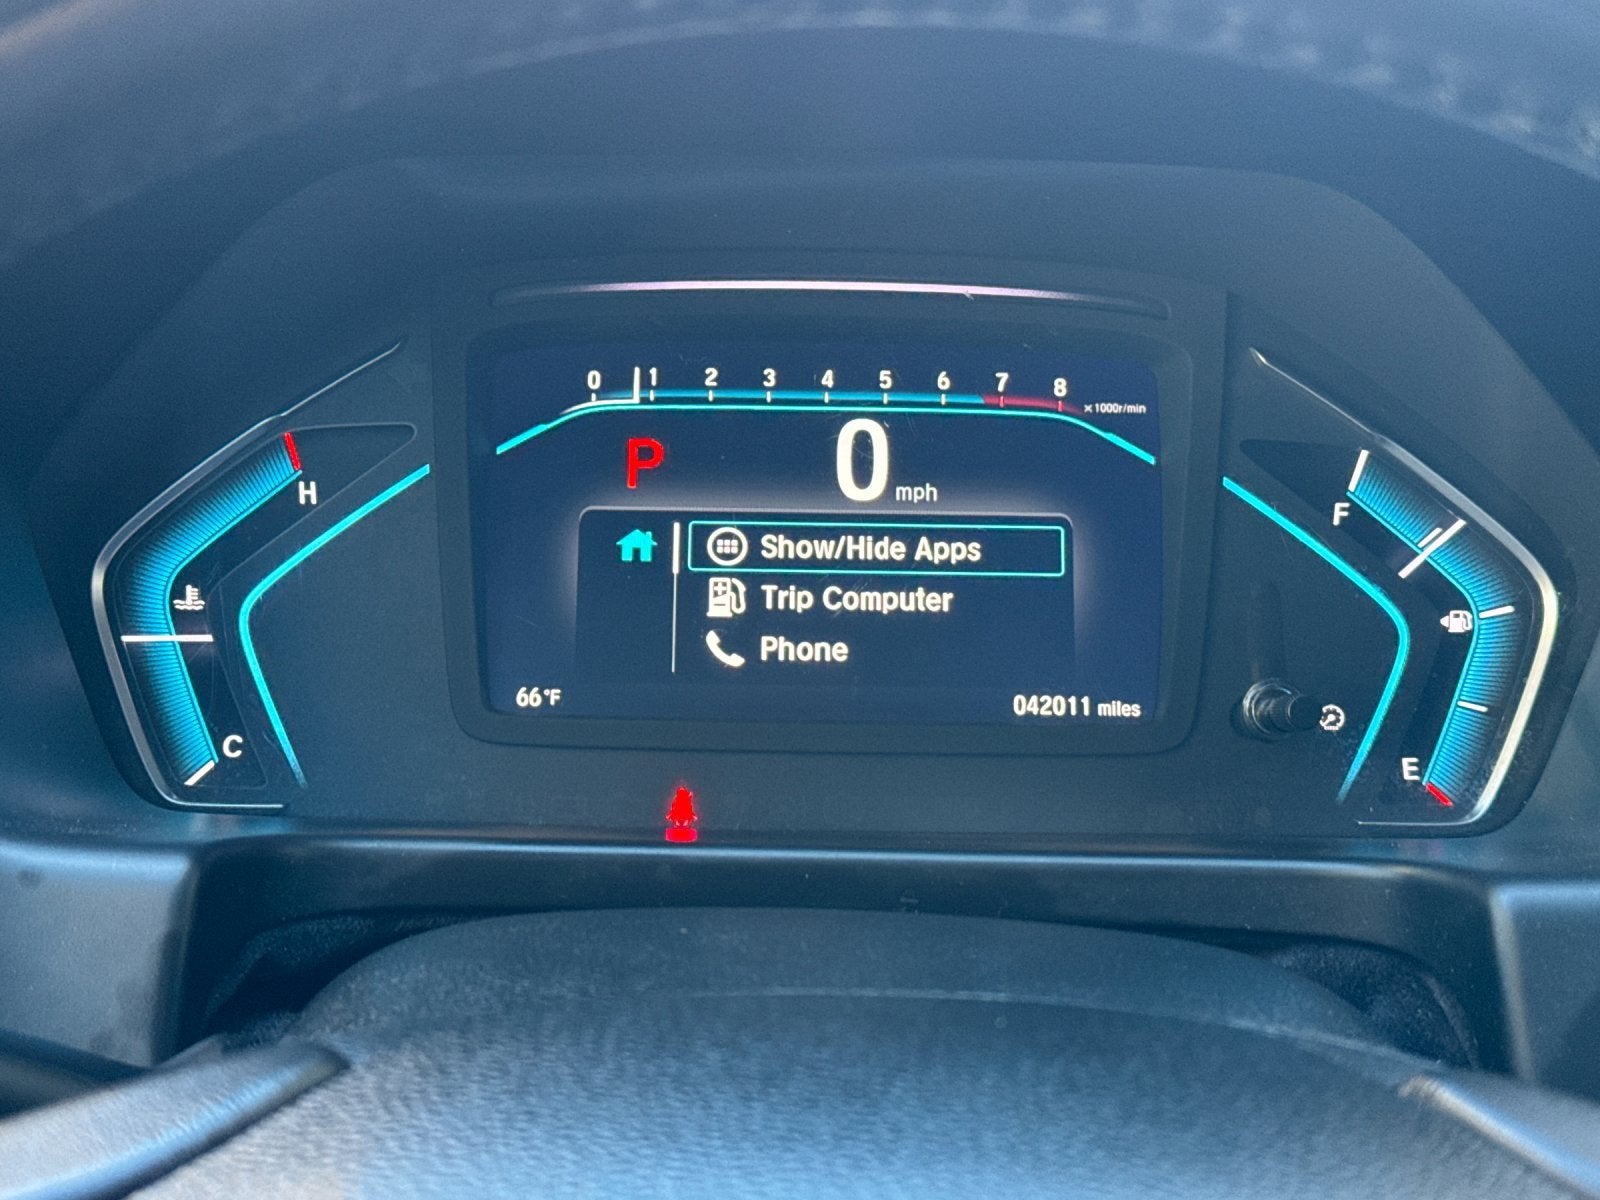 0 1 2 3 4 5 6 7 8
x1000r/min
P
0 mph
H
F
Show/Hide Apps
Trip Computer
Phone
66°F
042011 miles
C
E